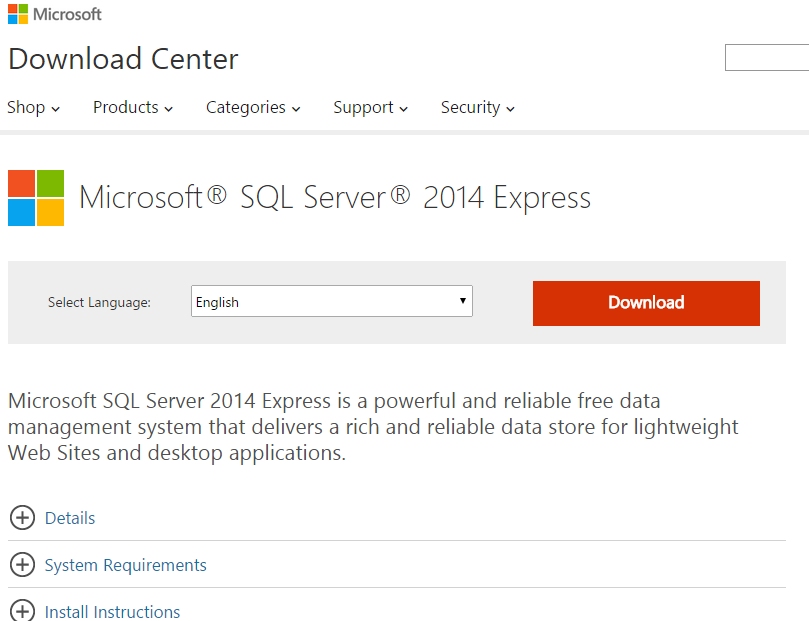 Microsoft
Download Center
Shop Products Categories Support Security
Microsoft® SQL Server® 2014 Express
Select Language: English Download
Microsoft SQL Server 2014 Express is a powerful and reliable free data
management system that delivers a rich and reliable data store for lightweight
Web Sites and desktop applications.
Details
System Requirements
Install Instructions